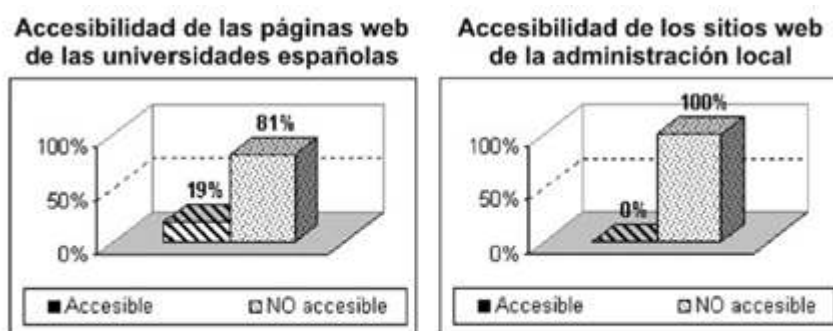 Accesibilidad de las páginas web
de las universidades españolas
100%
50%
0%
19%
81%
Accesible
NO accesible
Accesibilidad de los sitios web
de la administración local
100%
50%
0%
0%
100%
Accesible
NO accesible